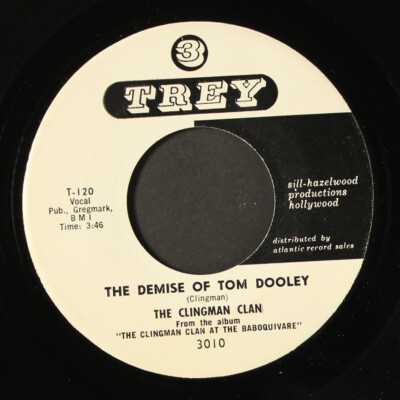 3
TREY
T-120
Vocal
Pub., Gregmark,
BMI
Time: 3:46
sill-hazelwood
productions
hollywood
distributed by
atlantic record sales
THE DEMISE OF TOM DOOLEY
(Clingman)
THE CLINGMAN CLAN
From the album
"THE CLINGMAN CLAN AT THE BABOQUIVARE"
3010